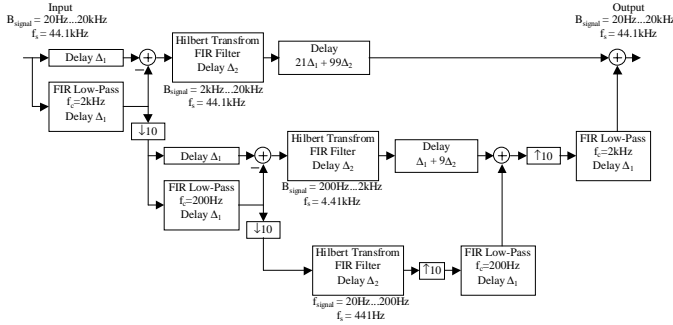 Input
B_signal = 20Hz...20kHz
f_s = 44.1kHz
Output
B_signal = 20Hz...20kHz
f_s = 44.1kHz
Delay Δ₁
+
−
Hilbert Transfrom
FIR Filter
Delay Δ₂
Delay
21Δ₁ + 99Δ₂
+
FIR Low-Pass
f_c=2kHz
Delay Δ₁
B_signal = 2kHz...20kHz
f_s = 44.1kHz
↓10
Delay Δ₁
+
−
Hilbert Transfrom
FIR Filter
Delay Δ₂
Delay
Δ₁ + 9Δ₂
+
↑10
FIR Low-Pass
f_c=2kHz
Delay Δ₁
FIR Low-Pass
f_c=200Hz
Delay Δ₁
B_signal = 200Hz...2kHz
f_s = 4.41kHz
↓10
Hilbert Transfrom
FIR Filter
Delay Δ₂
↑10
FIR Low-Pass
f_c=200Hz
Delay Δ₁
f_signal = 20Hz...200Hz
f_s = 441Hz